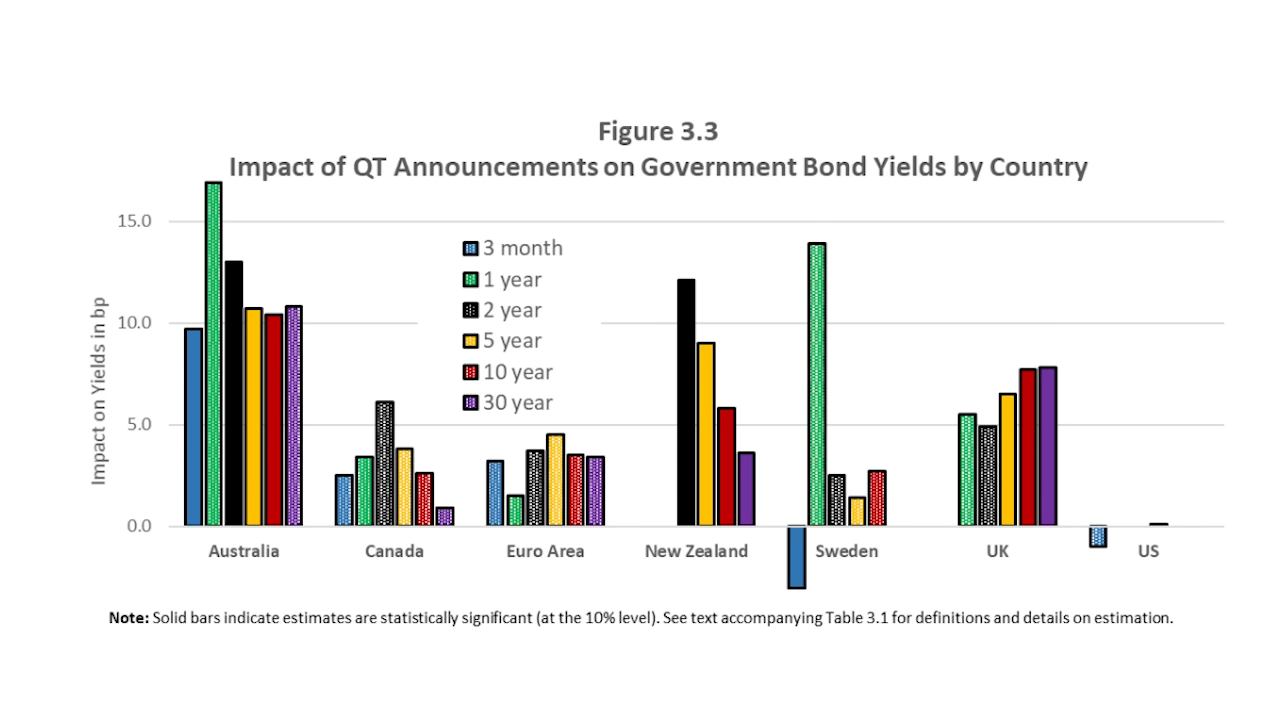 Figure 3.3
Impact of QT Announcements on Government Bond Yields by Country
Impact on Yields in bp
15.0
10.0
5.0
0.0
3 month
1 year
2 year
5 year
10 year
30 year
Australia
Canada
Euro Area
New Zealand
Sweden
UK
US
Note: Solid bars indicate estimates are statistically significant (at the 10% level). See text accompanying Table 3.1 for definitions and details on estimation.